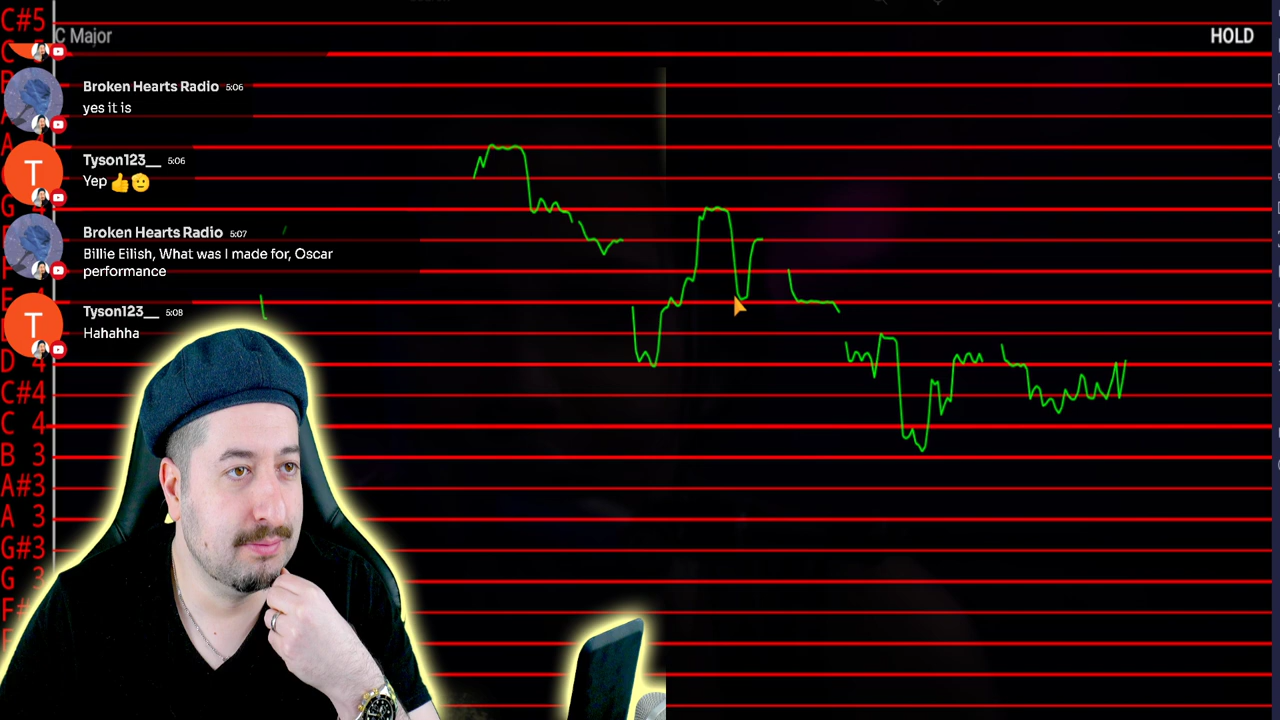 C#5
C Major
HOLD
Broken Hearts Radio 5:06
yes it is
A
Tyson123__ 5:06
Yep 👍🫡
G
Broken Hearts Radio 5:07
Billie Eilish, What was I made for, Oscar
performance
E
Tyson123__ 5:08
Hahahha
T
T
D 4
C#4
C 4
B 3
A#3
A 3
G#3
G 3
F#